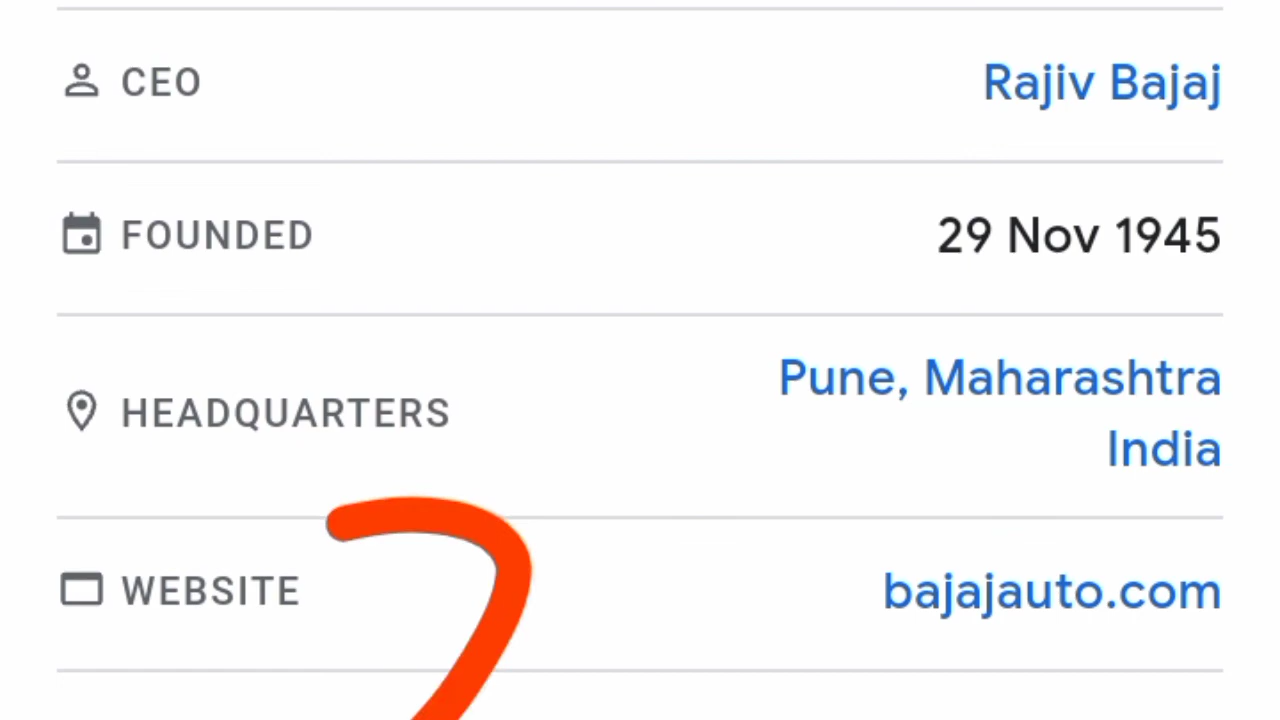 CEO
Rajiv Bajaj
FOUNDED
29 Nov 1945
HEADQUARTERS
Pune, Maharashtra
India
WEBSITE
bajajauto.com